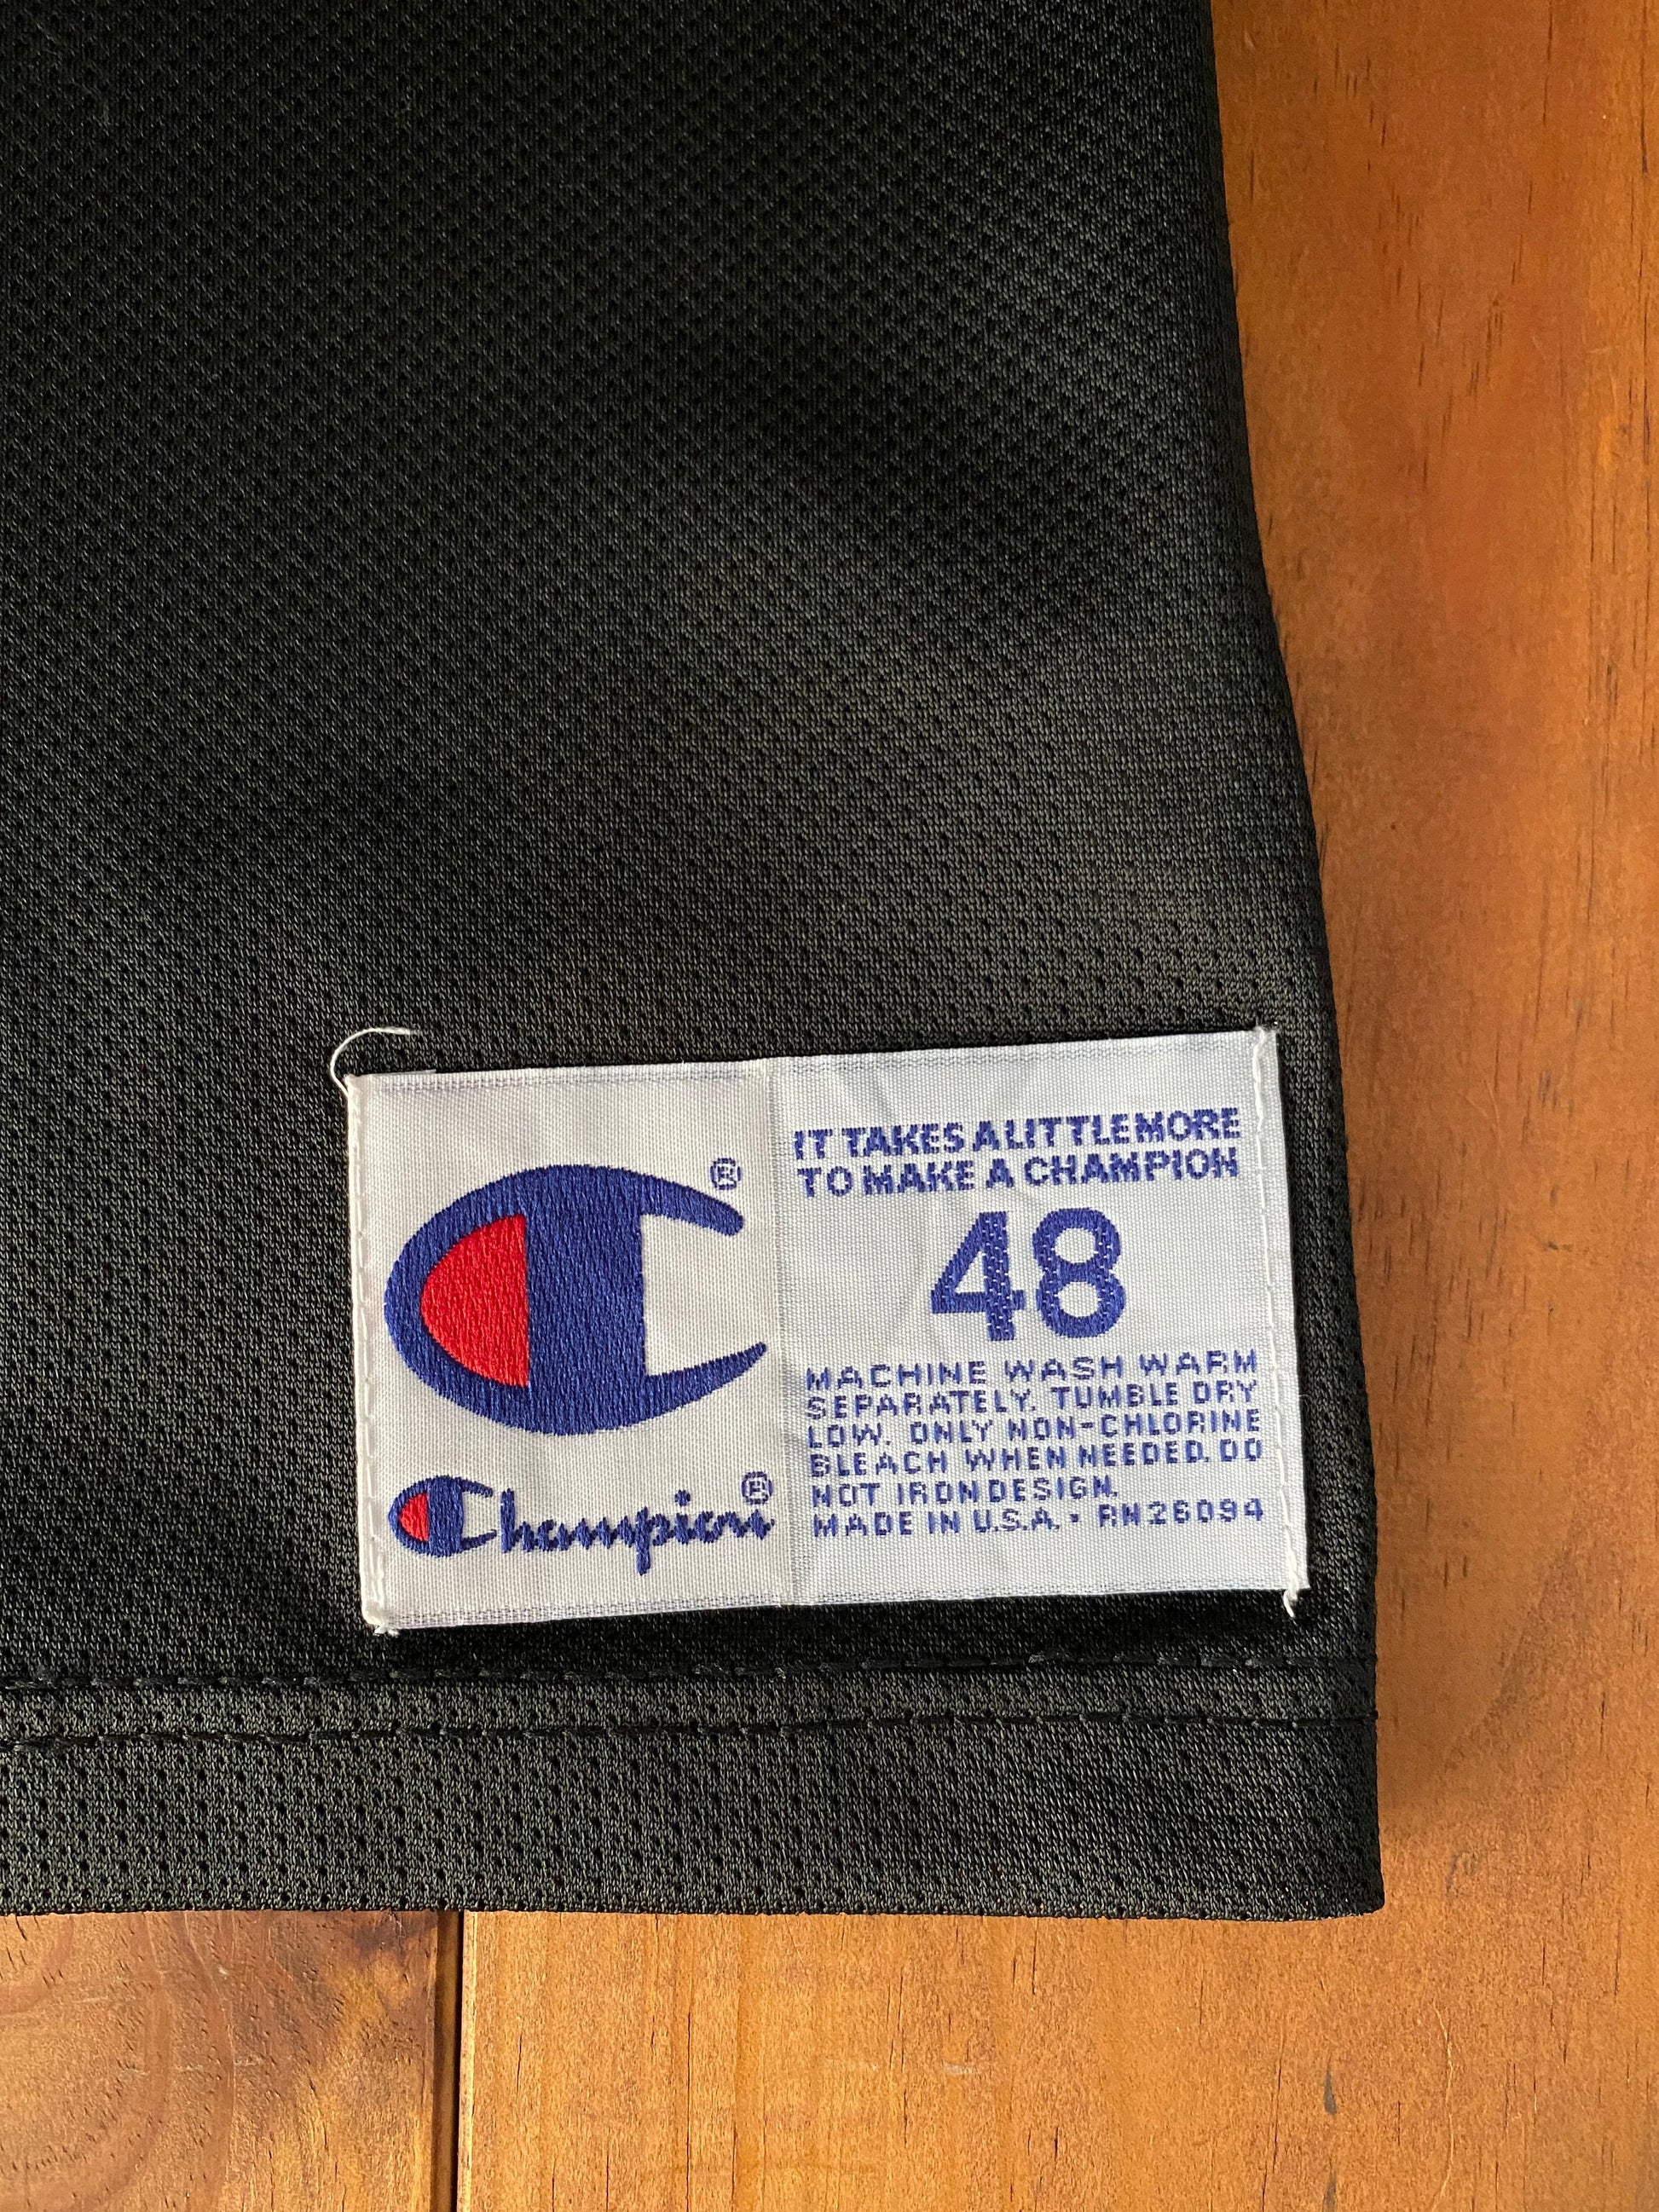 ®
Champion®
IT TAKES A LITTLE MORE
TO MAKE A CHAMPION
48
MACHINE WASH WARM
SEPARATELY. TUMBLE DRY
LOW. ONLY NON-CHLORINE
BLEACH WHEN NEEDED. DO
NOT IRON DESIGN.
MADE IN U.S.A. • RN26094